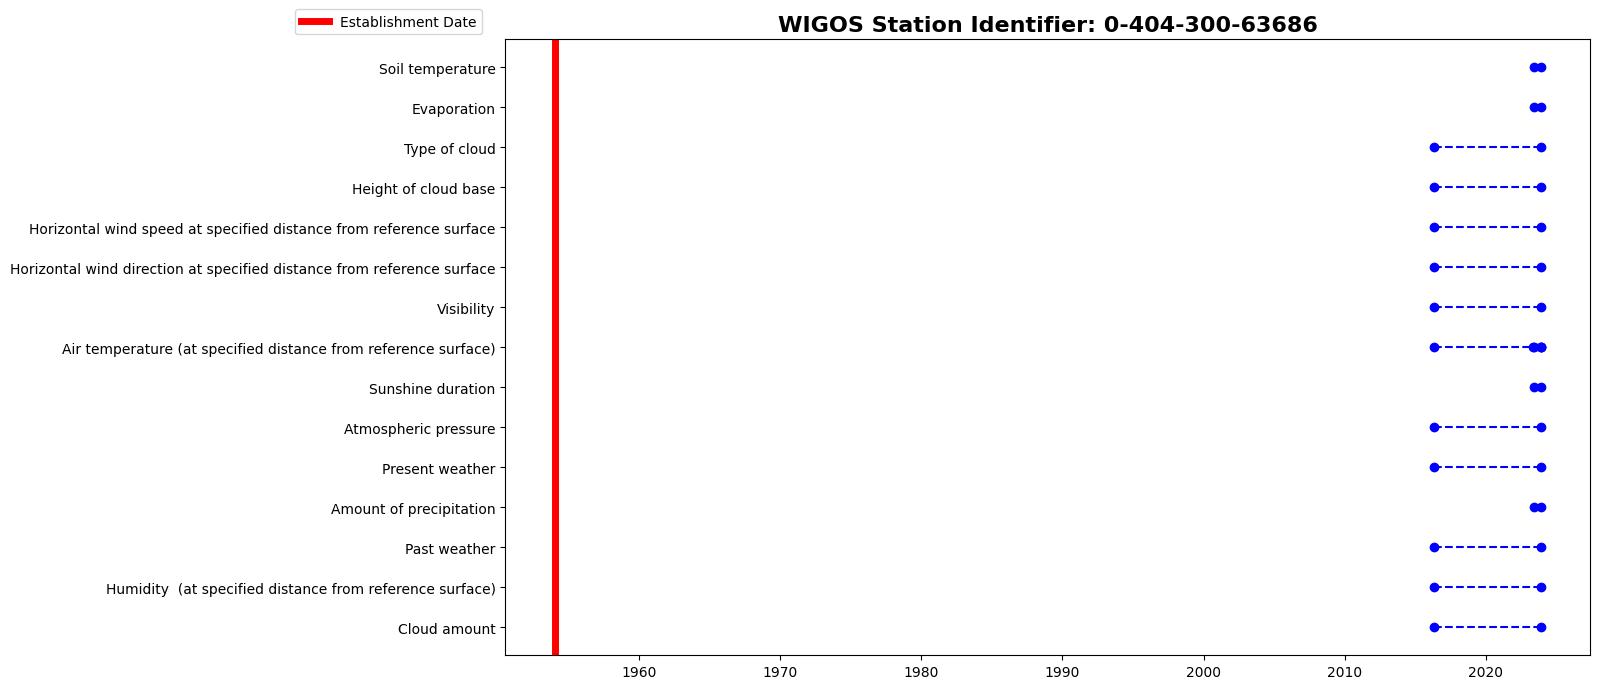 Establishment Date
WIGOS Station Identifier: 0-404-300-63686
Soil temperature
Evaporation
Type of cloud
Height of cloud base
Horizontal wind speed at specified distance from reference surface
Horizontal wind direction at specified distance from reference surface
Visibility
Air temperature (at specified distance from reference surface)
Sunshine duration
Atmospheric pressure
Present weather
Amount of precipitation
Past weather
Humidity  (at specified distance from reference surface)
Cloud amount
1960 1970 1980 1990 2000 2010 2020